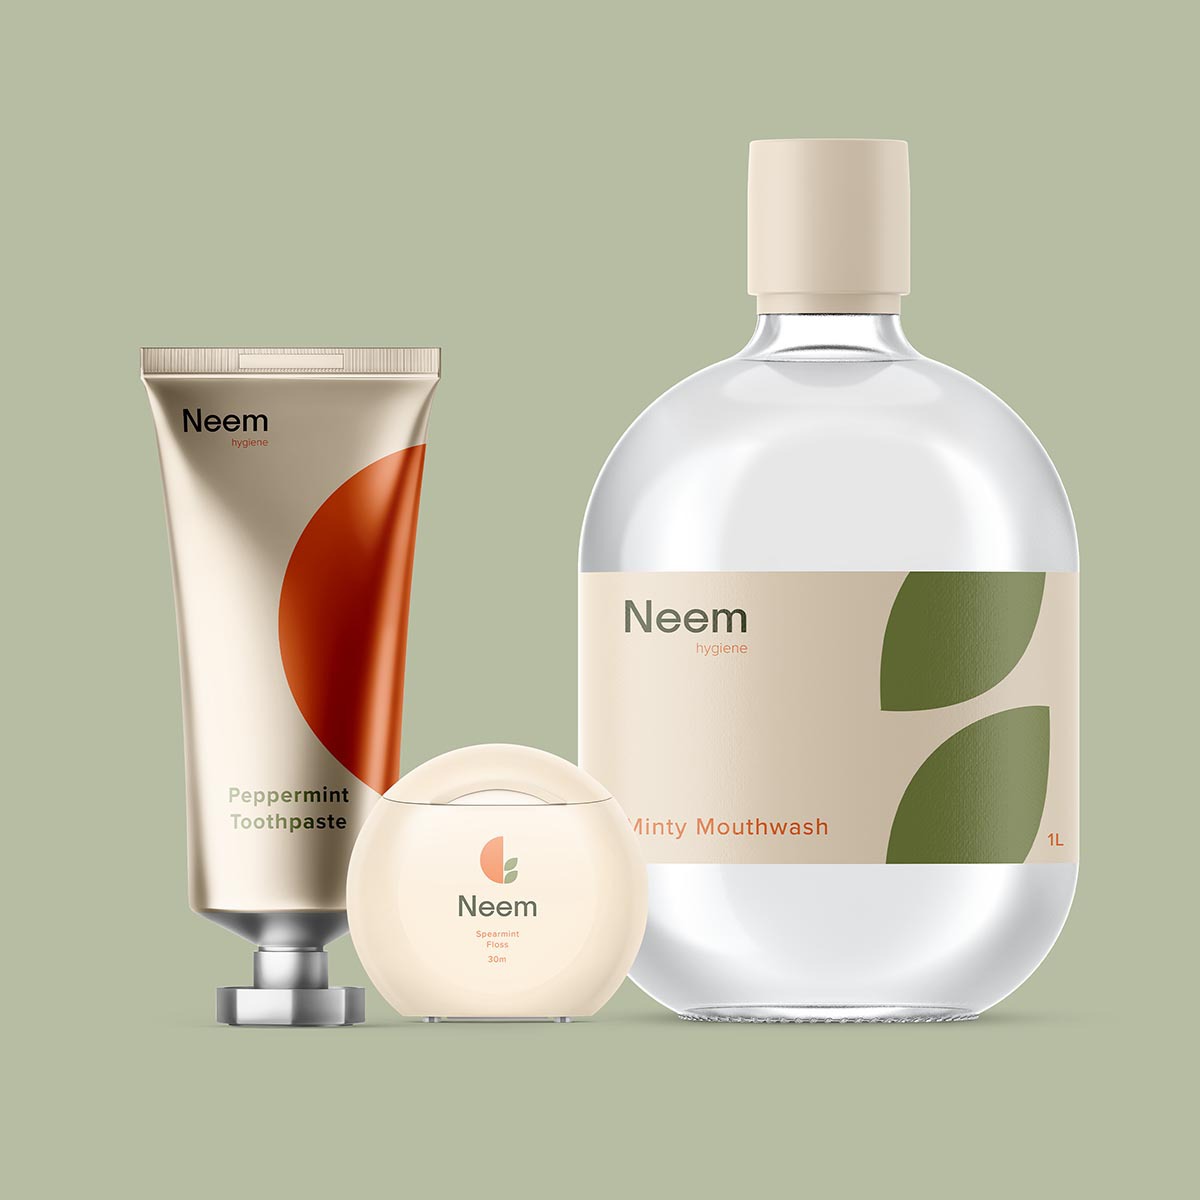 Neem
hygiene
Peppermint
Toothpaste
Neem
Spearmint
Floss
30m
Neem
hygiene
Minty Mouthwash
1L